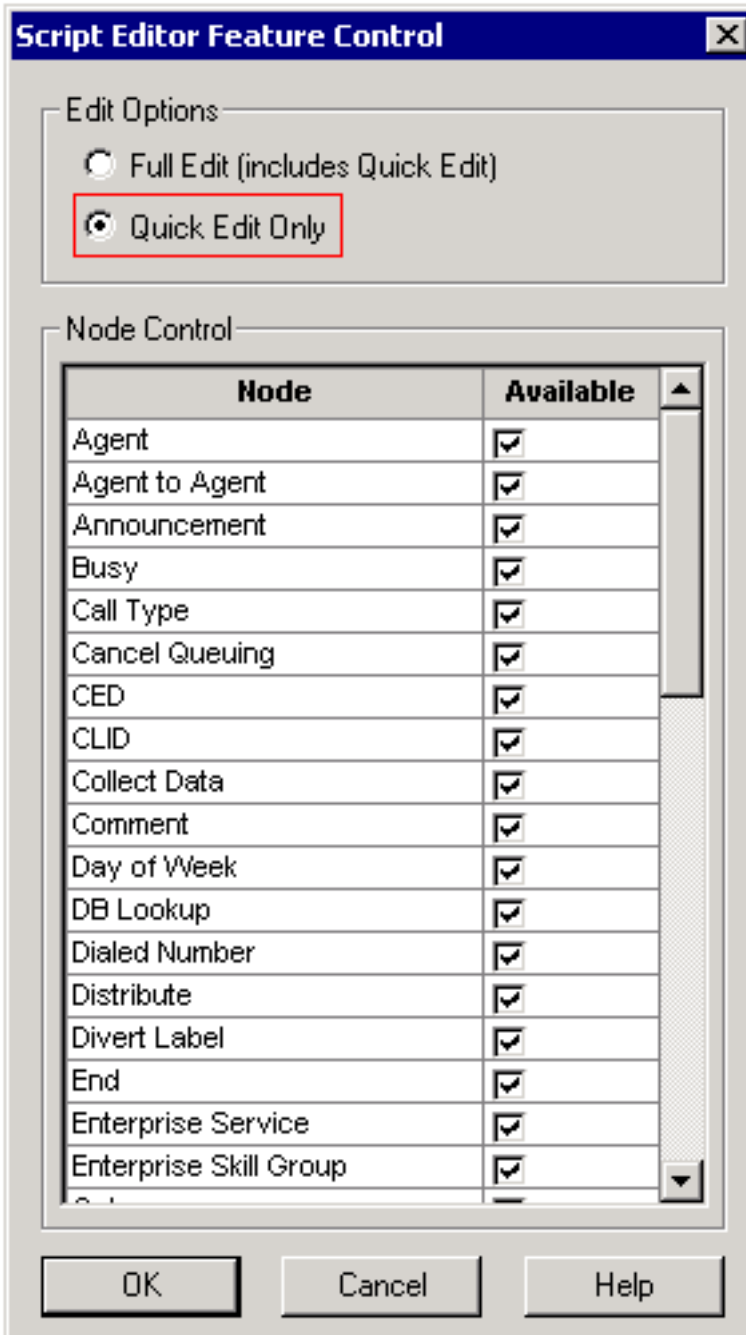 Script Editor Feature Control
Edit Options
Full Edit (includes Quick Edit)
Quick Edit Only
Node Control
Node Available
Agent
Agent to Agent
Announcement
Busy
Call Type
Cancel Queuing
CED
CLID
Collect Data
Comment
Day of Week
DB Lookup
Dialed Number
Distribute
Divert Label
End
Enterprise Service
Enterprise Skill Group
OK Cancel Help